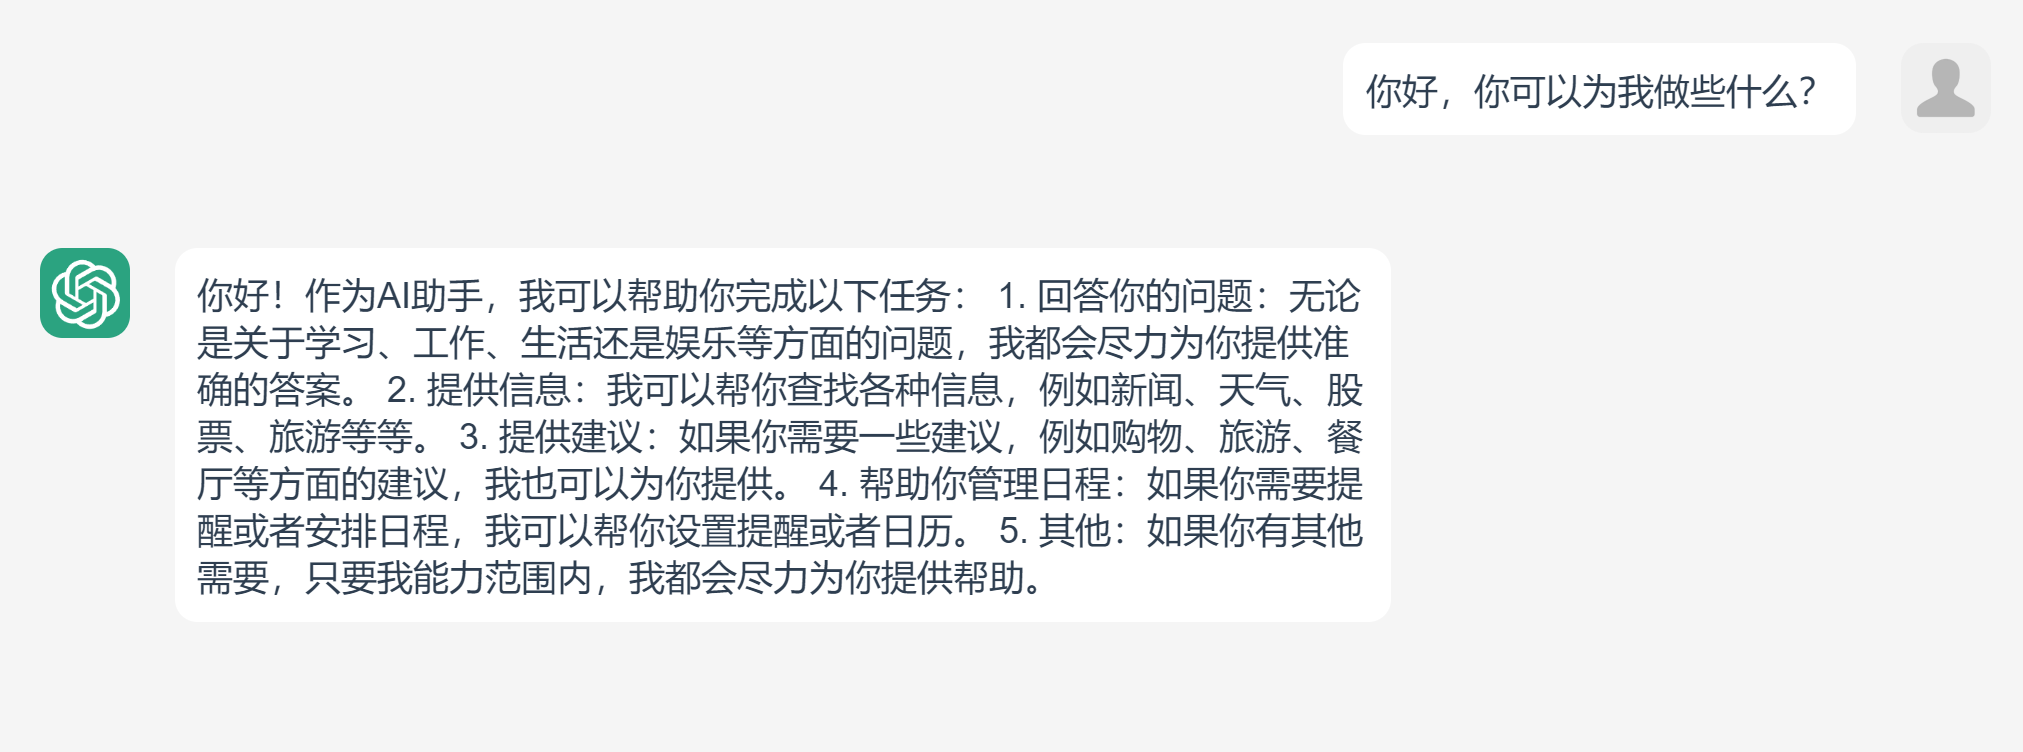 你好，你可以为我做些什么？
你好！作为AI助手，我可以帮助你完成以下任务： 1. 回答你的问题：无论
是关于学习、工作、生活还是娱乐等方面的问题，我都会尽力为你提供准
确的答案。 2. 提供信息：我可以帮你查找各种信息，例如新闻、天气、股
票、旅游等等。 3. 提供建议：如果你需要一些建议，例如购物、旅游、餐
厅等方面的建议，我也可以为你提供。 4. 帮助你管理日程：如果你需要提
醒或者安排日程，我可以帮你设置提醒或者日历。 5. 其他：如果你有其他
需要，只要我能力范围内，我都会尽力为你提供帮助。